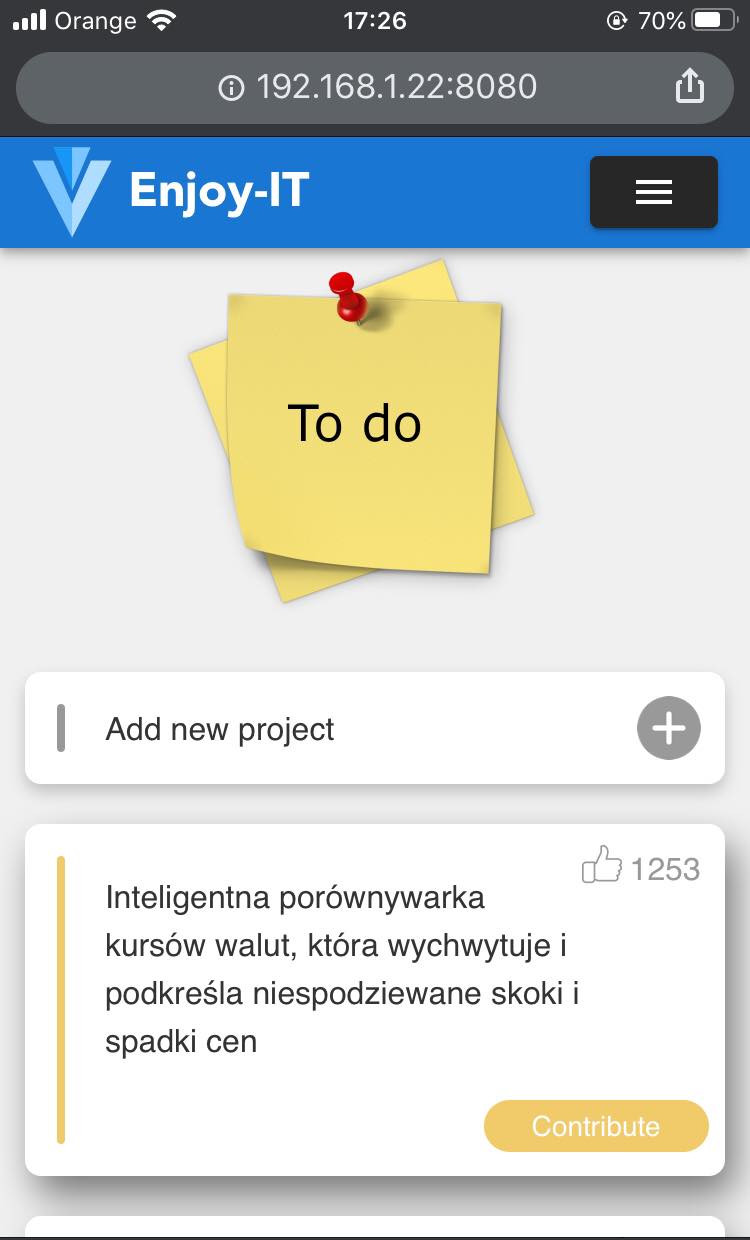 Orange 17:26 70%
192.168.1.22:8080
Enjoy-IT
To do
Add new project
1253
Inteligentna porównywarka
kursów walut, która wychwytuje i
podkreśla niespodziewane skoki i
spadki cen
Contribute